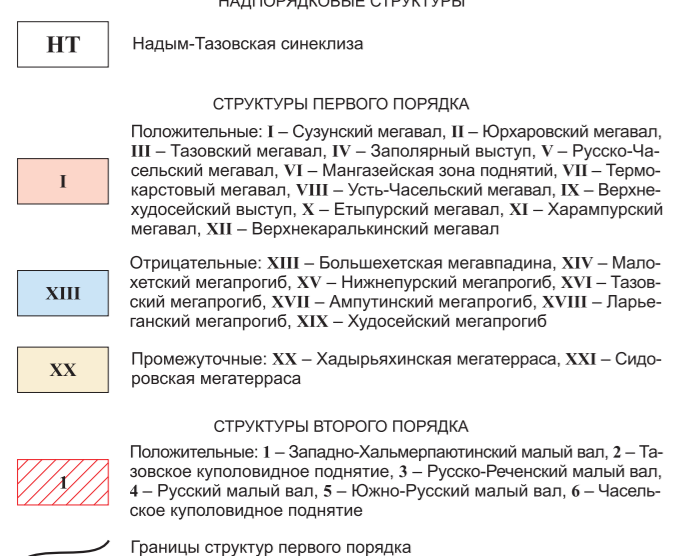 НАДПОРЯДКОВЫЕ СТРУКТУРЫ
НТ
Надым-Тазовская синеклиза
СТРУКТУРЫ ПЕРВОГО ПОРЯДКА
I
Положительные: I – Сузунский мегавал, II – Юрхаровский мегавал,
III – Тазовский мегавал, IV – Заполярный выступ, V – Русско-Ча-
сельский мегавал, VI – Мангазейская зона поднятий, VII – Термо-
карстовый мегавал, VIII – Усть-Часельский мегавал, IX – Верхне-
худосейский выступ, X – Етыпурский мегавал, XI – Харампурский
мегавал, XII – Верхнекаралькинский мегавал
XIII
Отрицательные: XIII – Большехетская мегавпадина, XIV – Мало-
хетский мегапрогиб, XV – Нижнепурский мегапрогиб, XVI – Тазов-
ский мегапрогиб, XVII – Ампутинский мегапрогиб, XVIII – Ларье-
ганский мегапрогиб, XIX – Худосейский мегапрогиб
XX
Промежуточные: XX – Хадырьяхинская мегатерраса, XXI – Сидо-
ровская мегатерраса
СТРУКТУРЫ ВТОРОГО ПОРЯДКА
1
Положительные: 1 – Западно-Хальмерпаютинский малый вал, 2 – Та-
зовское куполовидное поднятие, 3 – Русско-Реченский малый вал,
4 – Русский малый вал, 5 – Южно-Русский малый вал, 6 – Часель-
ское куполовидное поднятие
Границы структур первого порядка